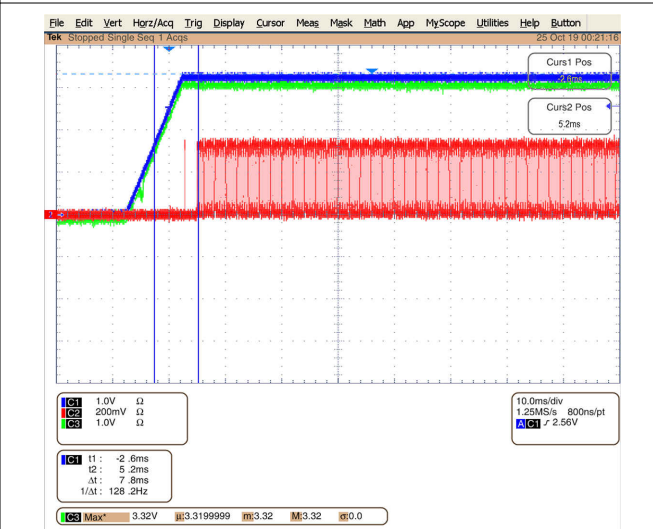 File Edit Vert Horz/Acq Trig Display Cursor Meas Mask Math App MyScope Utilities Help Button
Tek Stopped Single Seq 1 Acqs 25 Oct 19 00:21:16
Curs1 Pos
-2.6ms
Curs2 Pos
5.2ms
C1 1.0V Ω
C2 200mV Ω
C3 1.0V Ω
10.0ms/div
1.25MS/s 800ns/pt
A C1 ƒ 2.56V
C1 t1 : -2 .6ms
t2 : 5 .2ms
Δt : 7 .8ms
1/Δt : 128 .2Hz
C3 Max* 3.32V μ:3.3199999 m:3.32 M:3.32 σ:0.0